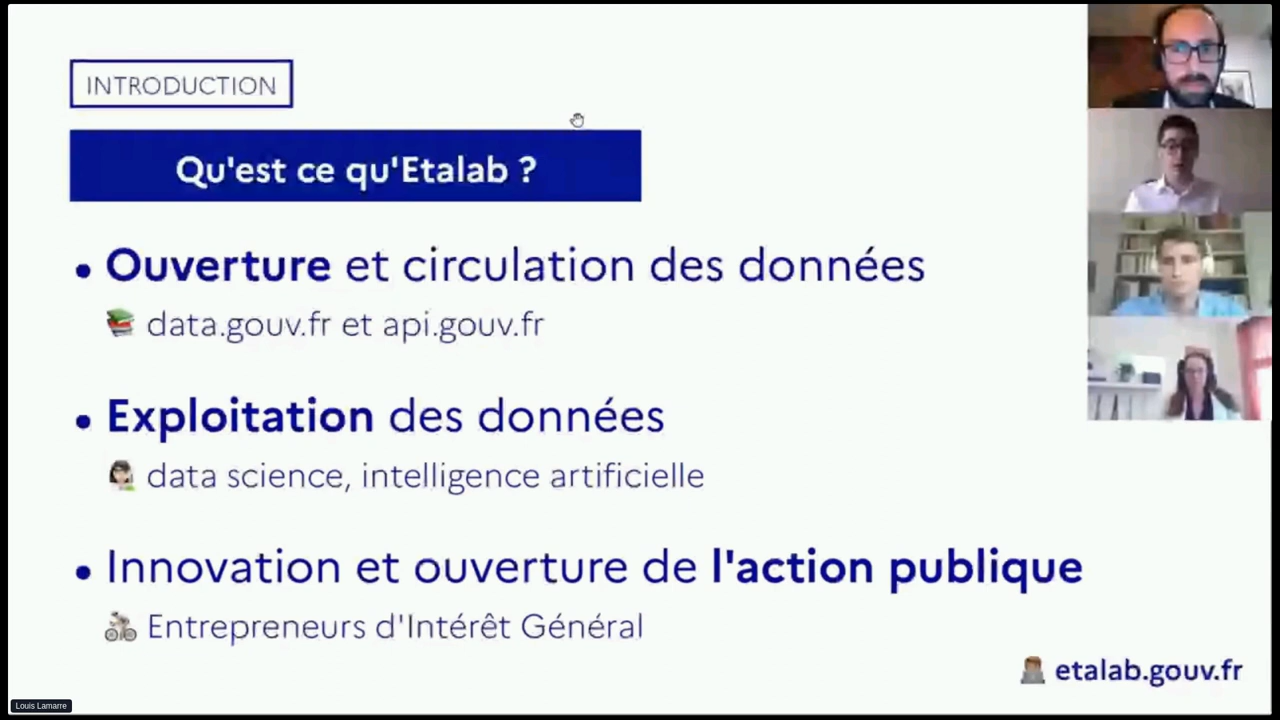 INTRODUCTION
Qu'est ce qu'Etalab ?
• Ouverture et circulation des données
data.gouv.fr et api.gouv.fr
• Exploitation des données
data science, intelligence artificielle
• Innovation et ouverture de l'action publique
Entrepreneurs d'Intérêt Général
etalab.gouv.fr
Louis Lamarre